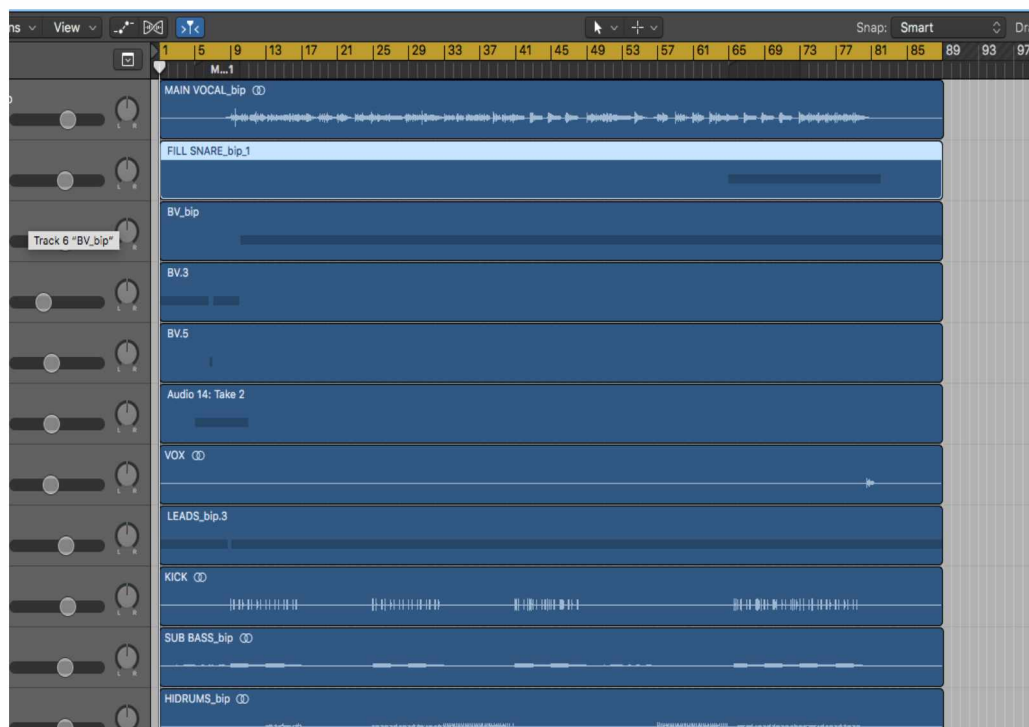 ns View Snap: Smart Dra
1 5 9 13 17 21 25 29 33 37 41 45 49 53 57 61 65 69 73 77 81 85 89 93 97
M...1
MAIN VOCAL_bip
FILL SNARE_bip_1
BV_bip
Track 6 "BV_bip"
BV.3
BV.5
Audio 14: Take 2
VOX
LEADS_bip.3
KICK
SUB BASS_bip
HIDRUMS_bip